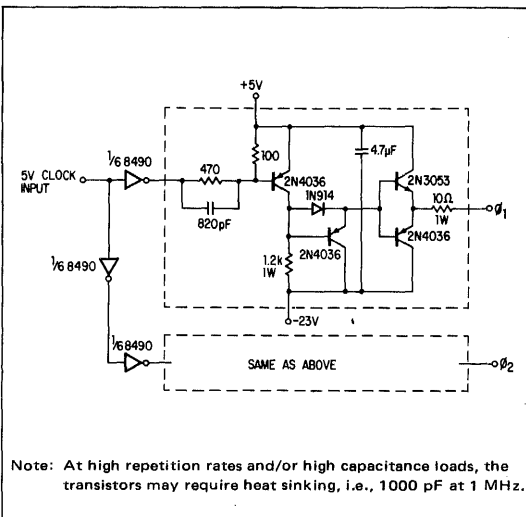 +5V
1/6 8490
5V CLOCK
INPUT
470
100
820pF
2N4036
1N914
4.7μF
2N3053
10Ω
1W
ø1
2N4036
2N4036
1.2k
1W
1/6 8490
-23V
1/6 8490
SAME AS ABOVE
ø2
Note: At high repetition rates and/or high capacitance loads, the
transistors may require heat sinking, i.e., 1000 pF at 1 MHz.